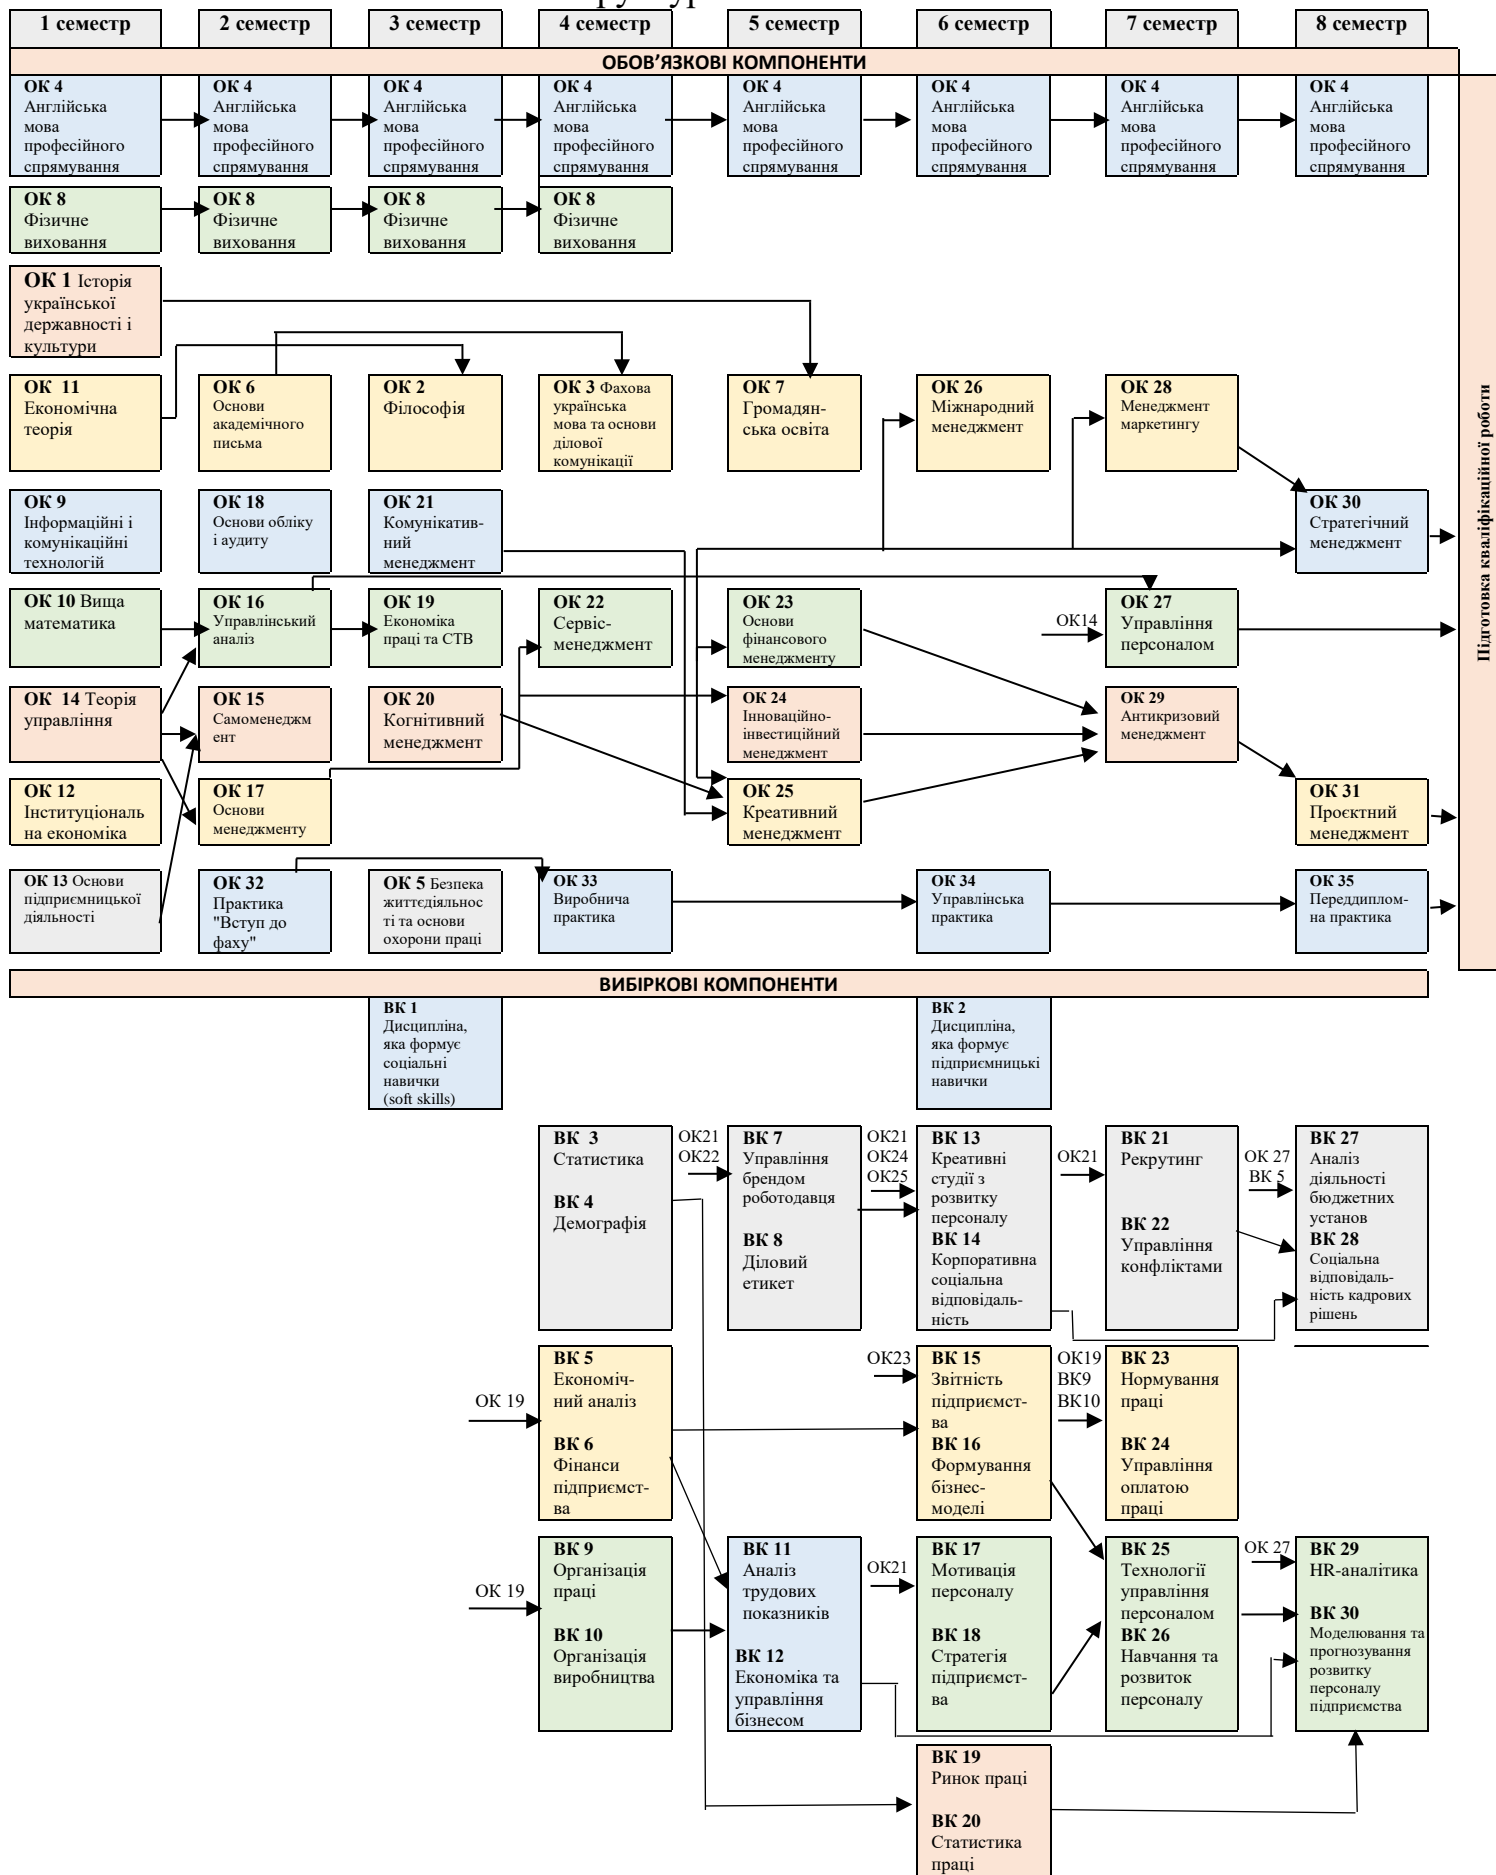 1 семестр
2 семестр
3 семестр
4 семестр
5 семестр
6 семестр
7 семестр
8 семестр
ОБОВ’ЯЗКОВІ КОМПОНЕНТИ
ОК 4
Англійська
мова
професійного
спрямування
ОК 4
Англійська
мова
професійного
спрямування
ОК 4
Англійська
мова
професійного
спрямування
ОК 4
Англійська
мова
професійного
спрямування
ОК 4
Англійська
мова
професійного
спрямування
ОК 4
Англійська
мова
професійного
спрямування
ОК 4
Англійська
мова
професійного
спрямування
ОК 4
Англійська
мова
професійного
спрямування
Підготовка кваліфікаційної роботи
ОК 8
Фізичне
виховання
ОК 8
Фізичне
виховання
ОК 8
Фізичне
виховання
ОК 8
Фізичне
виховання
ОК 1 Історія
української
державності і
культури
ОК 11
Економічна
теорія
ОК 6
Основи
академічного
письма
ОК 2
Філософія
ОК 3 Фахова
українська
мова та основи
ділової
комунікації
ОК 7
Громадян-
ська освіта
ОК 26
Міжнародний
менеджмент
ОК 28
Менеджмент
маркетингу
ОК 9
Інформаційні і
комунікаційні
технологій
ОК 18
Основи обліку
і аудиту
ОК 21
Комунікатив-
ний
менеджмент
ОК 30
Стратегічний
менеджмент
ОК 10 Вища
математика
ОК 16
Управлінський
аналіз
ОК 19
Економіка
праці та СТВ
ОК 22
Сервіс-
менеджмент
ОК 23
Основи
фінансового
менеджменту
ОК14
ОК 27
Управління
персоналом
ОК 14 Теорія
управління
ОК 15
Самоменеджм
ент
ОК 20
Когнітивний
менеджмент
ОК 24
Інноваційно-
інвестиційний
менеджмент
ОК 29
Антикризовий
менеджмент
ОК 12
Інституціональ
на економіка
ОК 17
Основи
менеджменту
ОК 25
Креативний
менеджмент
ОК 31
Проєктний
менеджмент
ОК 13 Основи
підприємницької
діяльності
ОК 32
Практика
"Вступ до
фаху"
ОК 5 Безпека
життєдіяльнос
ті та основи
охорони праці
ОК 33
Виробнича
практика
ОК 34
Управлінська
практика
ОК 35
Переддиплом-
на практика
ВИБІРКОВІ КОМПОНЕНТИ
ВК 1
Дисципліна,
яка формує
соціальні
навички
(soft skills)
ВК 2
Дисципліна,
яка формує
підприємницькі
навички
ВК 3
Статистика
ВК 4
Демографія
ОК21
ОК22
ВК 7
Управління
брендом
роботодавця
ВК 8
Діловий
етикет
ОК21
ОК24
ОК25
ВК 13
Креативні
студії з
розвитку
персоналу
ВК 14
Корпоративна
соціальна
відповідаль-
ність
ОК21
ВК 21
Рекрутинг
ВК 22
Управління
конфліктами
ОК 27
ВК 5
ВК 27
Аналіз
діяльності
бюджетних
установ
ВК 28
Соціальна
відповідаль-
ність кадрових
рішень
ОК 19
ВК 5
Економіч-
ний аналіз
ВК 6
Фінанси
підприємст-
ва
ОК23
ВК 15
Звітність
підприємст-
ва
ВК 16
Формування
бізнес-
моделі
ОК19
ВК9
ВК10
ВК 23
Нормування
праці
ВК 24
Управління
оплатою
праці
ОК 19
ВК 9
Організація
праці
ВК 10
Організація
виробництва
ВК 11
Аналіз
трудових
показників
ВК 12
Економіка та
управління
бізнесом
ОК21
ВК 17
Мотивація
персоналу
ВК 18
Стратегія
підприємст-
ва
ВК 25
Технології
управління
персоналом
ВК 26
Навчання та
розвиток
персоналу
ОК 27
ВК 29
HR-аналітика
ВК 30
Моделювання та
прогнозування
розвитку
персоналу
підприємства
ВК 19
Ринок праці
ВК 20
Статистика
праці